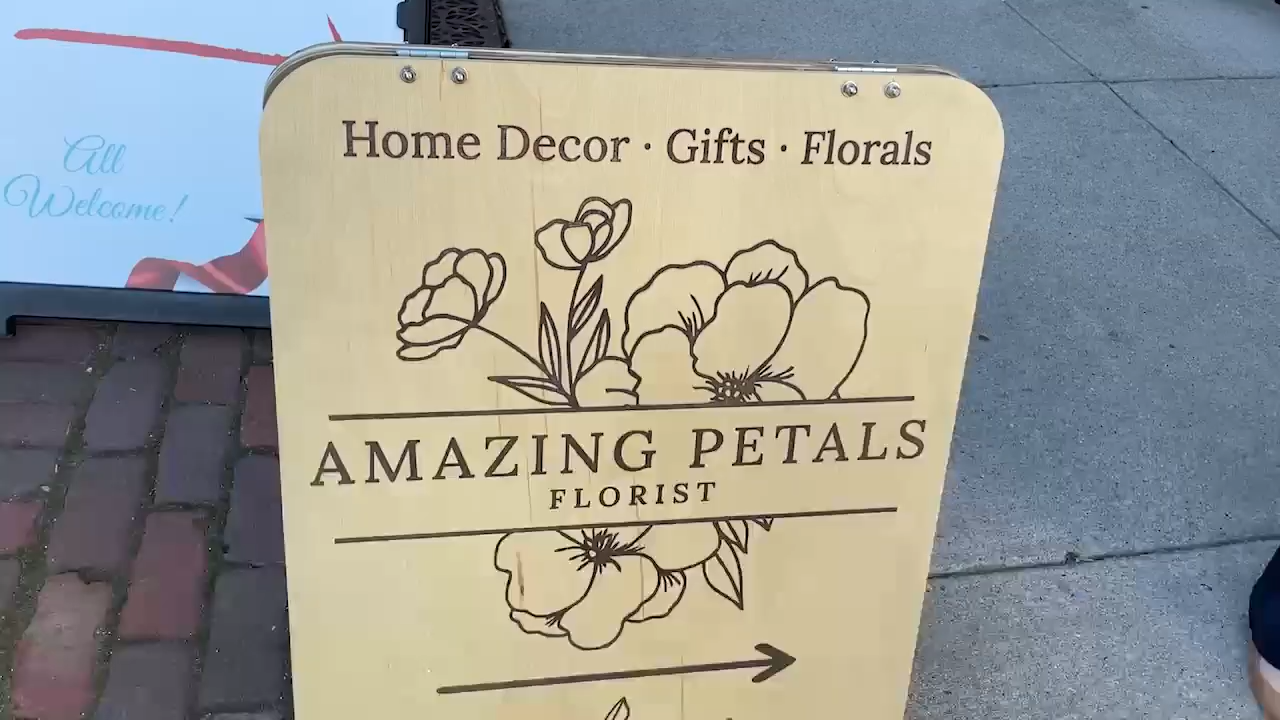 Home Decor · Gifts · Florals
AMAZING PETALS
FLORIST
All
Welcome!